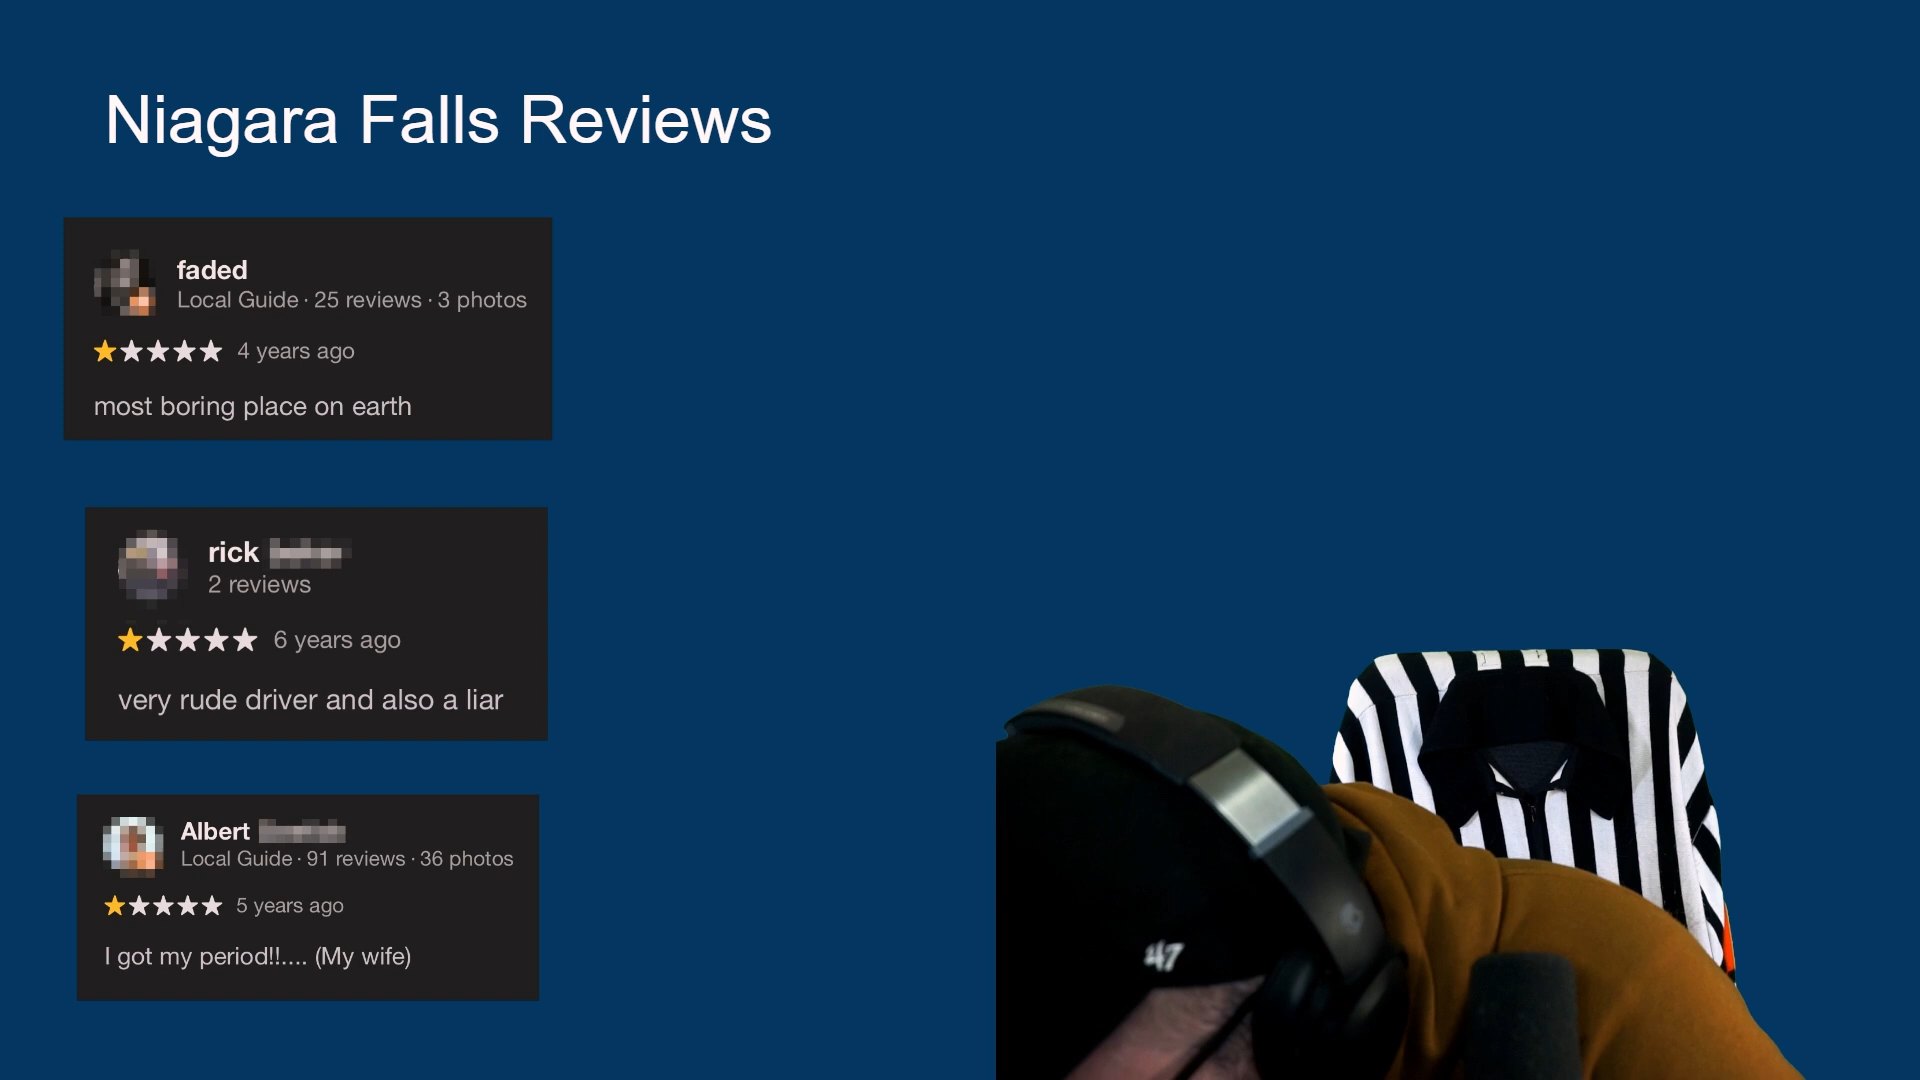 Niagara Falls Reviews
faded
Local Guide · 25 reviews · 3 photos
4 years ago
most boring place on earth
rick
2 reviews
6 years ago
very rude driver and also a liar
Albert
Local Guide · 91 reviews · 36 photos
5 years ago
I got my period!!.... (My wife)
47